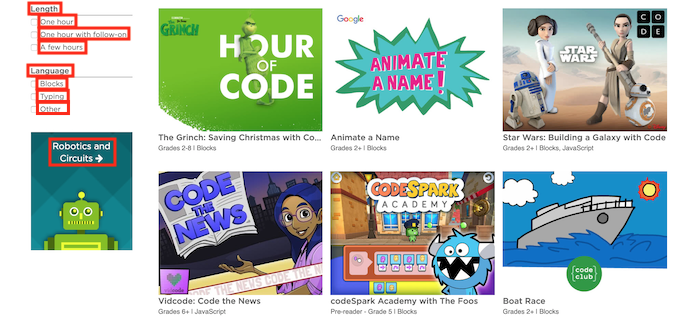 Length
One hour
One hour with follow-on
A few hours
Language
Blocks
Typing
Other
Robotics and
Circuits →
THE
GRINCH
HOUR
OF
CODE
The Grinch: Saving Christmas with Co...
Grades 2-8 | Blocks
Google
ANIMATE
A NAME!
Animate a Name
Grades 2+ | Blocks
STAR
WARS
C O
D E
Star Wars: Building a Galaxy with Code
Grades 2+ | Blocks, JavaScript
CODE
THE
NEWS
CODE THE NEWS
Vidcode: Code the News
Grades 6+ | JavaScript
CODESPARK
ACADEMY
codeSpark Academy with The Foos
Pre-reader - Grade 5 | Blocks
code
club
Boat Race
Grades 2+ | Blocks